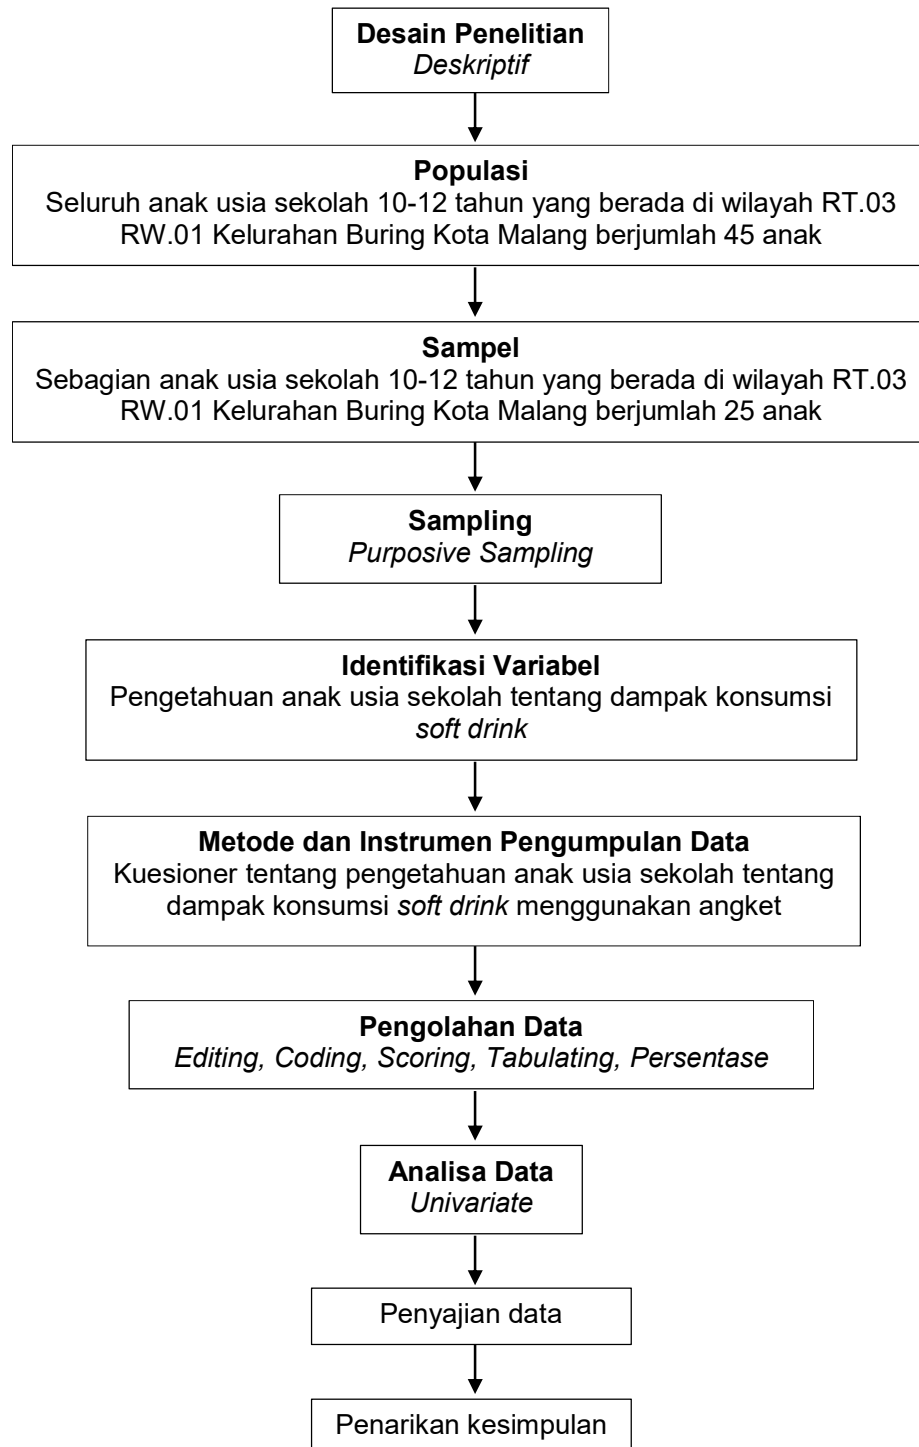 Desain Penelitian
Deskriptif
Populasi
Seluruh anak usia sekolah 10-12 tahun yang berada di wilayah RT.03
RW.01 Kelurahan Buring Kota Malang berjumlah 45 anak
Sampel
Sebagian anak usia sekolah 10-12 tahun yang berada di wilayah RT.03
RW.01 Kelurahan Buring Kota Malang berjumlah 25 anak
Sampling
Purposive Sampling
Identifikasi Variabel
Pengetahuan anak usia sekolah tentang dampak konsumsi
soft drink
Metode dan Instrumen Pengumpulan Data
Kuesioner tentang pengetahuan anak usia sekolah tentang
dampak konsumsi soft drink menggunakan angket
Pengolahan Data
Editing, Coding, Scoring, Tabulating, Persentase
Analisa Data
Univariate
Penyajian data
Penarikan kesimpulan